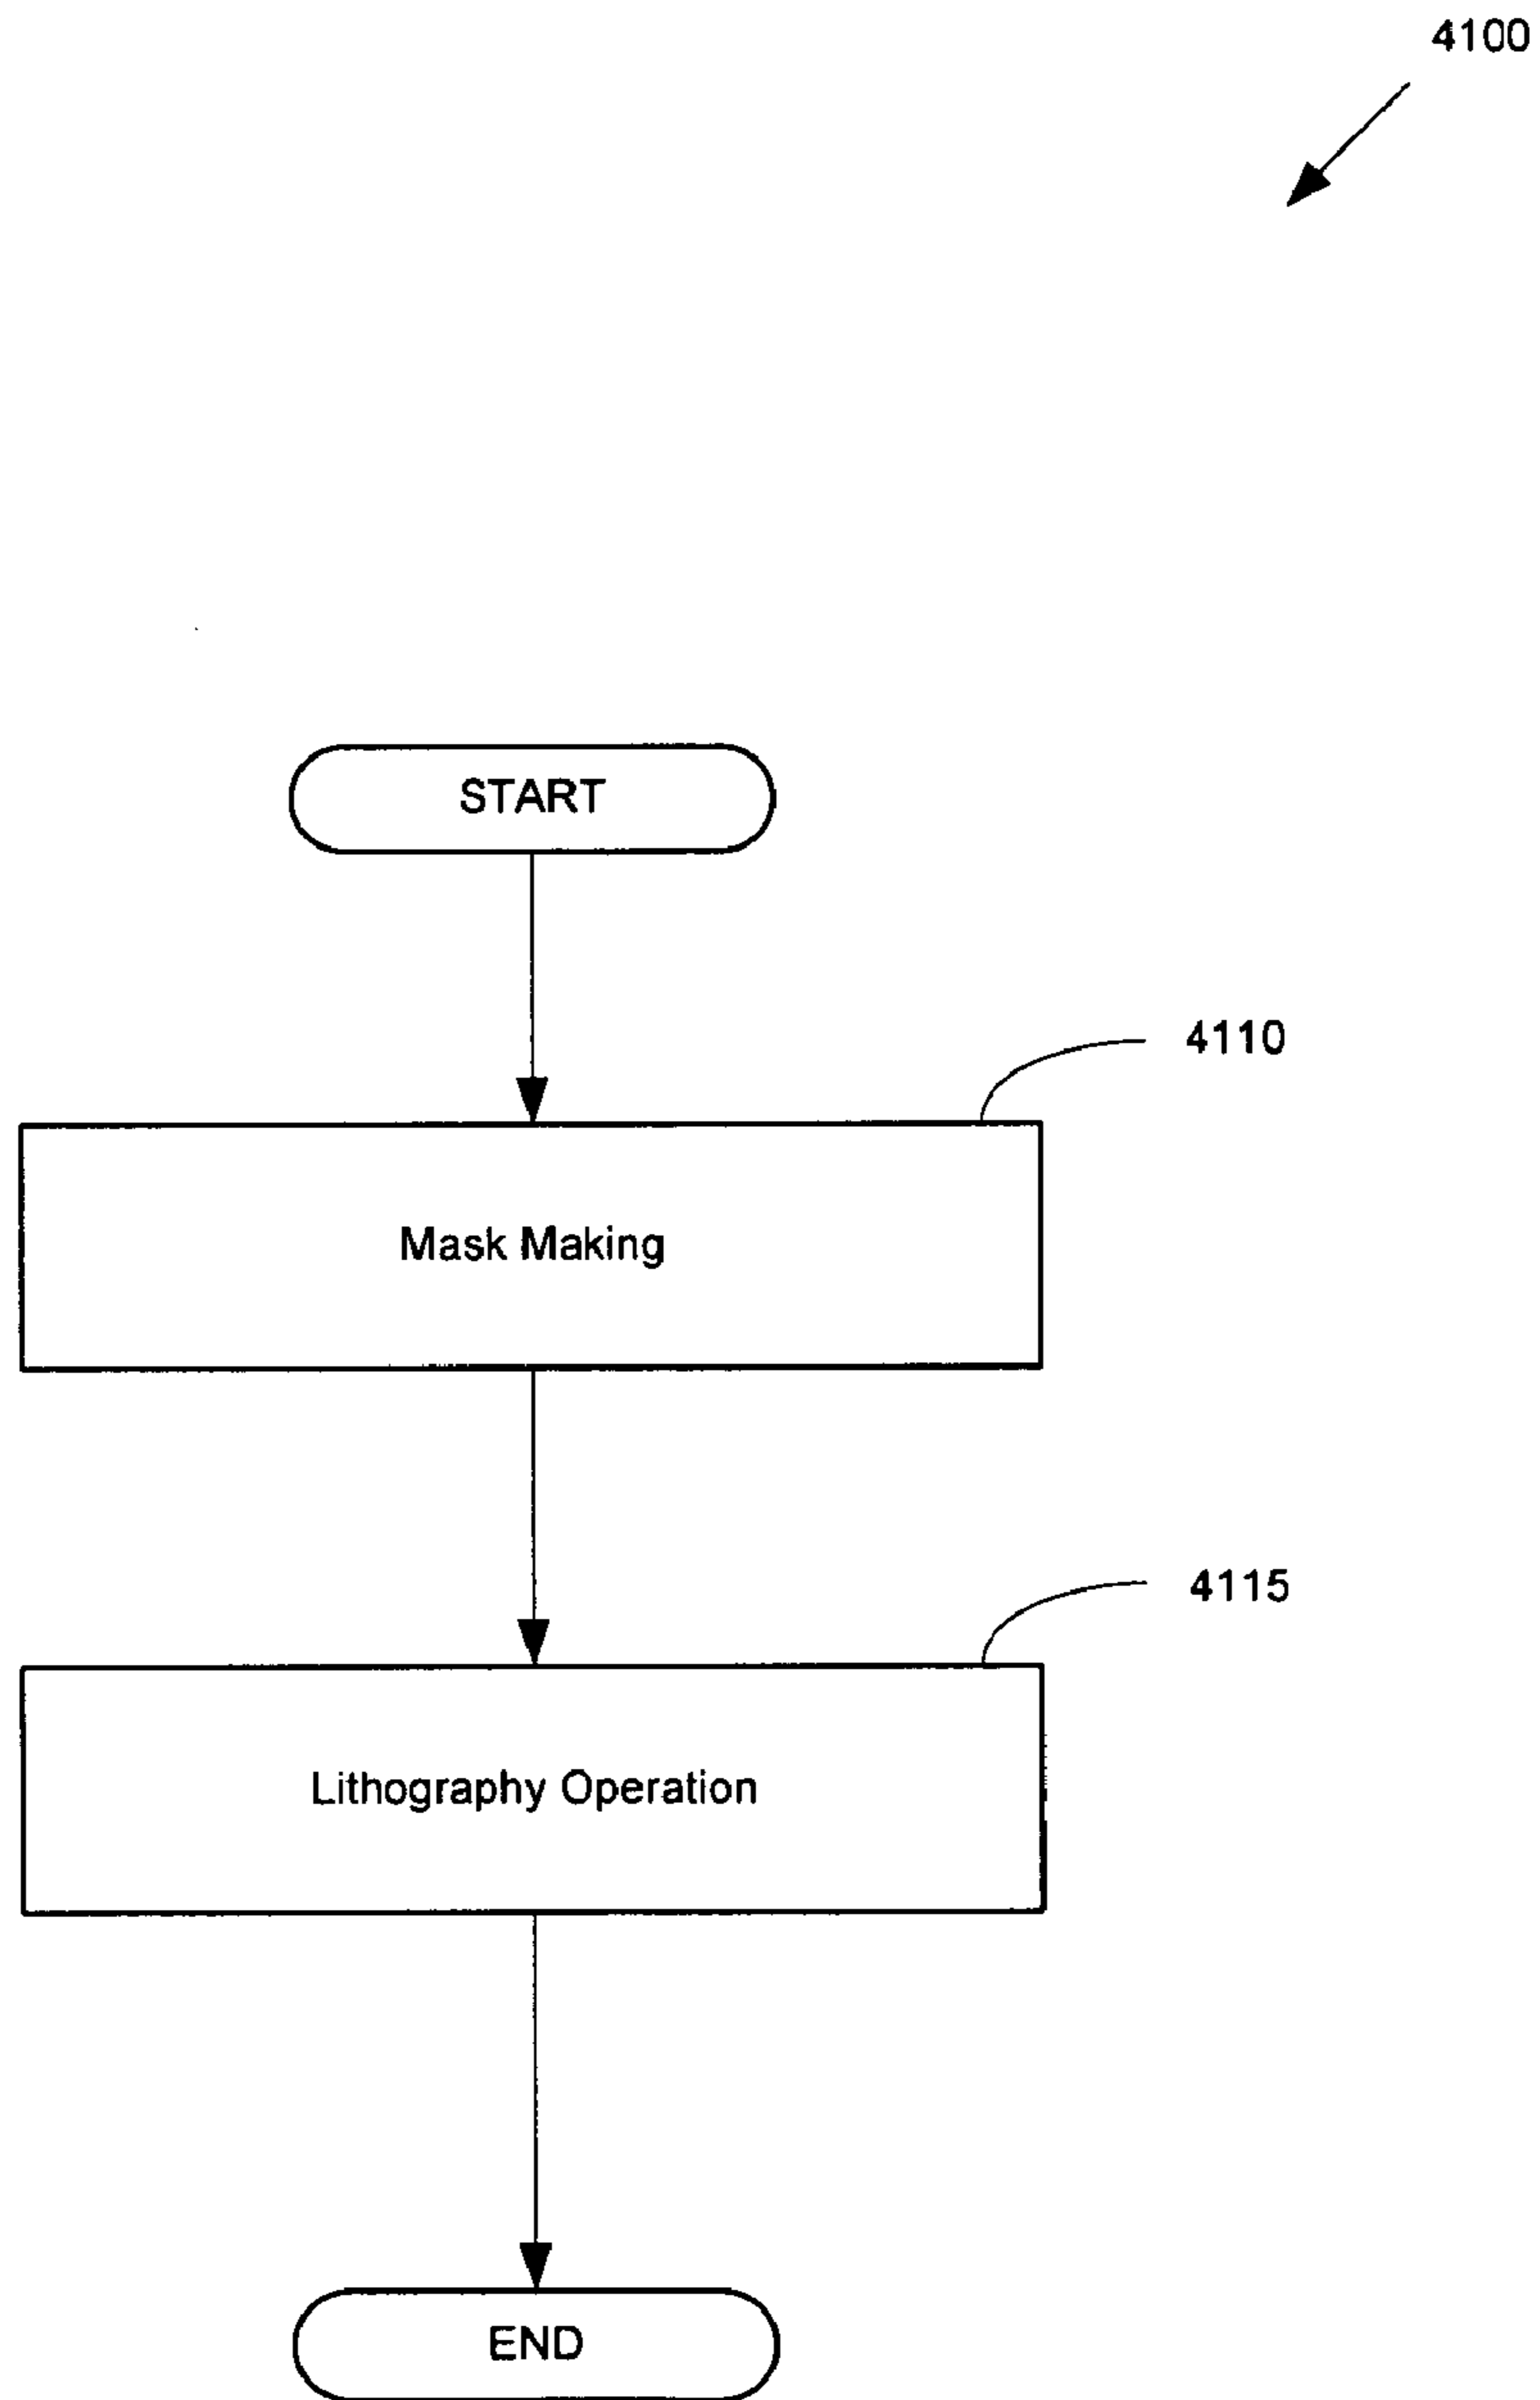 4100
START
4110
Mask Making
4115
Lithography Operation
END